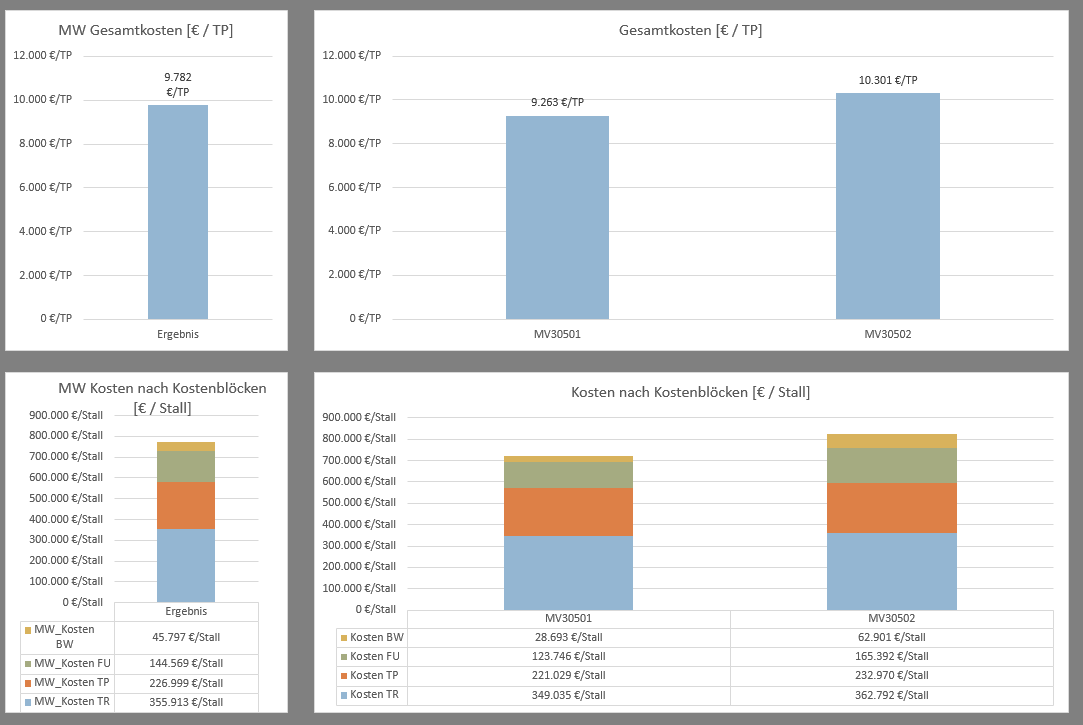 MW Gesamtkosten [€ / TP]
12.000 €/TP
10.000 €/TP
8.000 €/TP
6.000 €/TP
4.000 €/TP
2.000 €/TP
0 €/TP
9.782
€/TP
Ergebnis
Gesamtkosten [€ / TP]
12.000 €/TP
10.000 €/TP
8.000 €/TP
6.000 €/TP
4.000 €/TP
2.000 €/TP
0 €/TP
9.263 €/TP
10.301 €/TP
MV30501
MV30502
MW Kosten nach Kostenblöcken
[€ / Stall]
900.000 €/Stall
800.000 €/Stall
700.000 €/Stall
600.000 €/Stall
500.000 €/Stall
400.000 €/Stall
300.000 €/Stall
200.000 €/Stall
100.000 €/Stall
0 €/Stall
Ergebnis
MW_Kosten
BW
45.797 €/Stall
MW_Kosten FU 144.569 €/Stall
MW_Kosten TP 226.999 €/Stall
MW_Kosten TR 355.913 €/Stall
Kosten nach Kostenblöcken [€ / Stall]
900.000 €/Stall
800.000 €/Stall
700.000 €/Stall
600.000 €/Stall
500.000 €/Stall
400.000 €/Stall
300.000 €/Stall
200.000 €/Stall
100.000 €/Stall
0 €/Stall
MV30501 MV30502
Kosten BW 28.693 €/Stall 62.901 €/Stall
Kosten FU 123.746 €/Stall 165.392 €/Stall
Kosten TP 221.029 €/Stall 232.970 €/Stall
Kosten TR 349.035 €/Stall 362.792 €/Stall